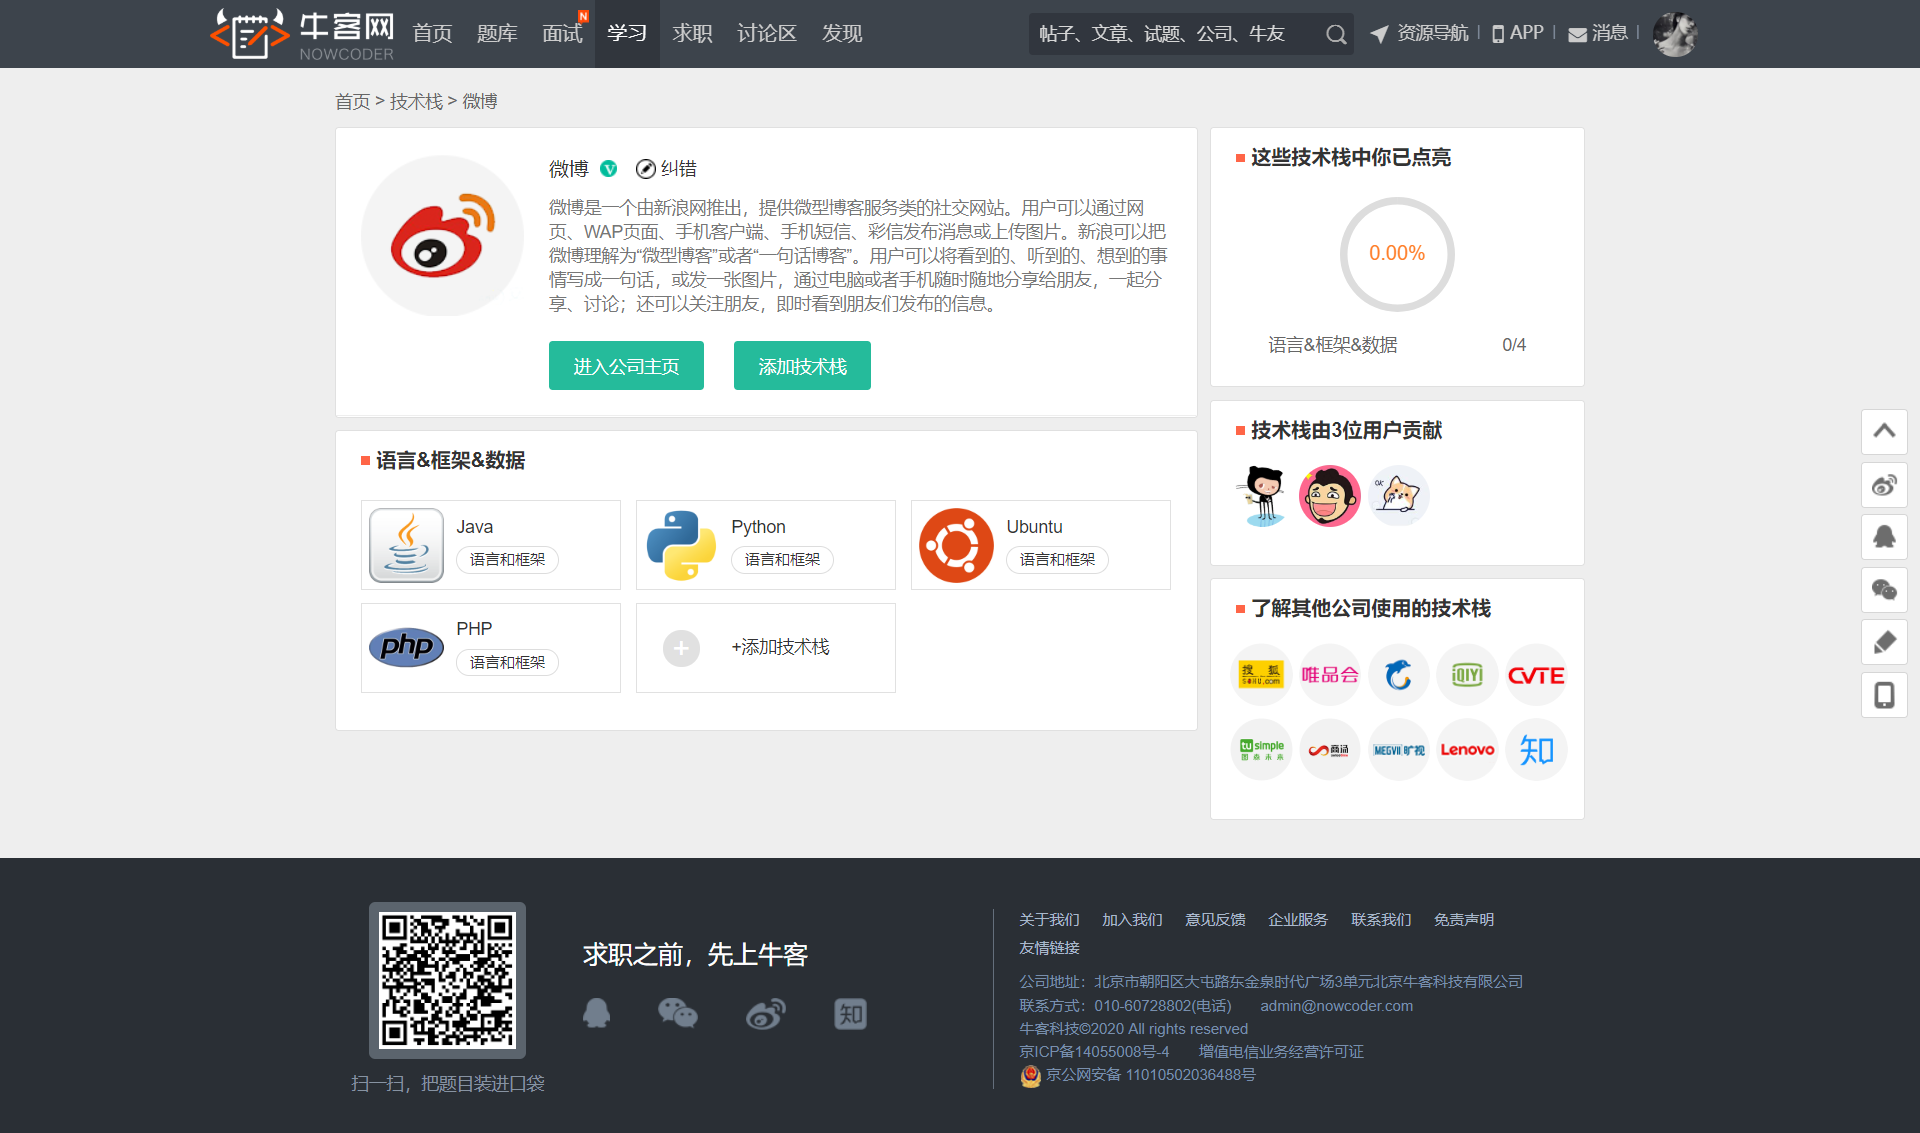 牛客网
NOWCODER
首页
题库
面试
N
学习
求职
讨论区
发现
帖子、文章、试题、公司、牛友
资源导航
APP
消息
首页 > 技术栈 > 微博
微博
V
纠错
微博是一个由新浪网推出，提供微型博客服务类的社交网站。用户可以通过网
页、WAP页面、手机客户端、手机短信、彩信发布消息或上传图片。新浪可以把
微博理解为“微型博客”或者“一句话博客”。用户可以将看到的、听到的、想到的事
情写成一句话，或发一张图片，通过电脑或者手机随时随地分享给朋友，一起分
享、讨论；还可以关注朋友，即时看到朋友们发布的信息。
进入公司主页
添加技术栈
语言&框架&数据
Java
语言和框架
Python
语言和框架
Ubuntu
语言和框架
php
PHP
语言和框架
+添加技术栈
这些技术栈中你已点亮
0.00%
语言&框架&数据
0/4
技术栈由3位用户贡献
OK
了解其他公司使用的技术栈
搜狐
SOHU.com
唯品会
iQIYI
CVTE
tusimple
图森未来
商汤
MEGVII旷视
Lenovo
知
求职之前，先上牛客
知
扫一扫，把题目装进口袋
关于我们 加入我们 意见反馈 企业服务 联系我们 免责声明
友情链接
公司地址：北京市朝阳区大屯路东金泉时代广场3单元北京牛客科技有限公司
联系方式：010-60728802(电话) admin@nowcoder.com
牛客科技©2020 All rights reserved
京ICP备14055008号-4 增值电信业务经营许可证
京公网安备 11010502036488号